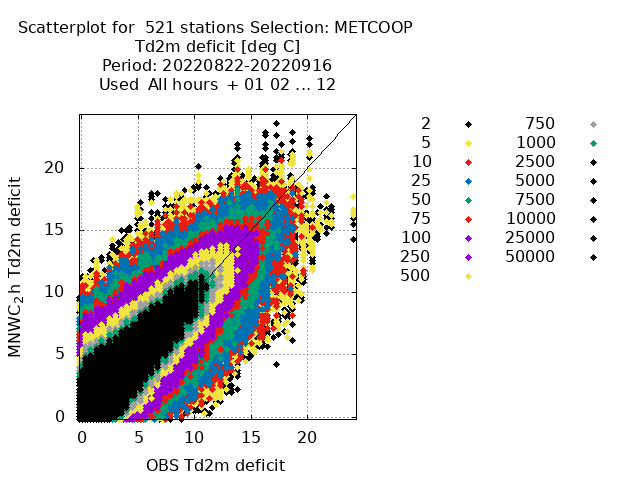 Scatterplot for  521 stations Selection: METCOOP
Td2m deficit [deg C]
Period: 20220822-20220916
Used  All hours  + 01 02 ... 12
MNWC_2 h  Td2m deficit
20
15
10
5
0
0 5 10 15 20
OBS Td2m deficit
2 750
5 1000
10 2500
25 5000
50 7500
75 10000
100 25000
250 50000
500